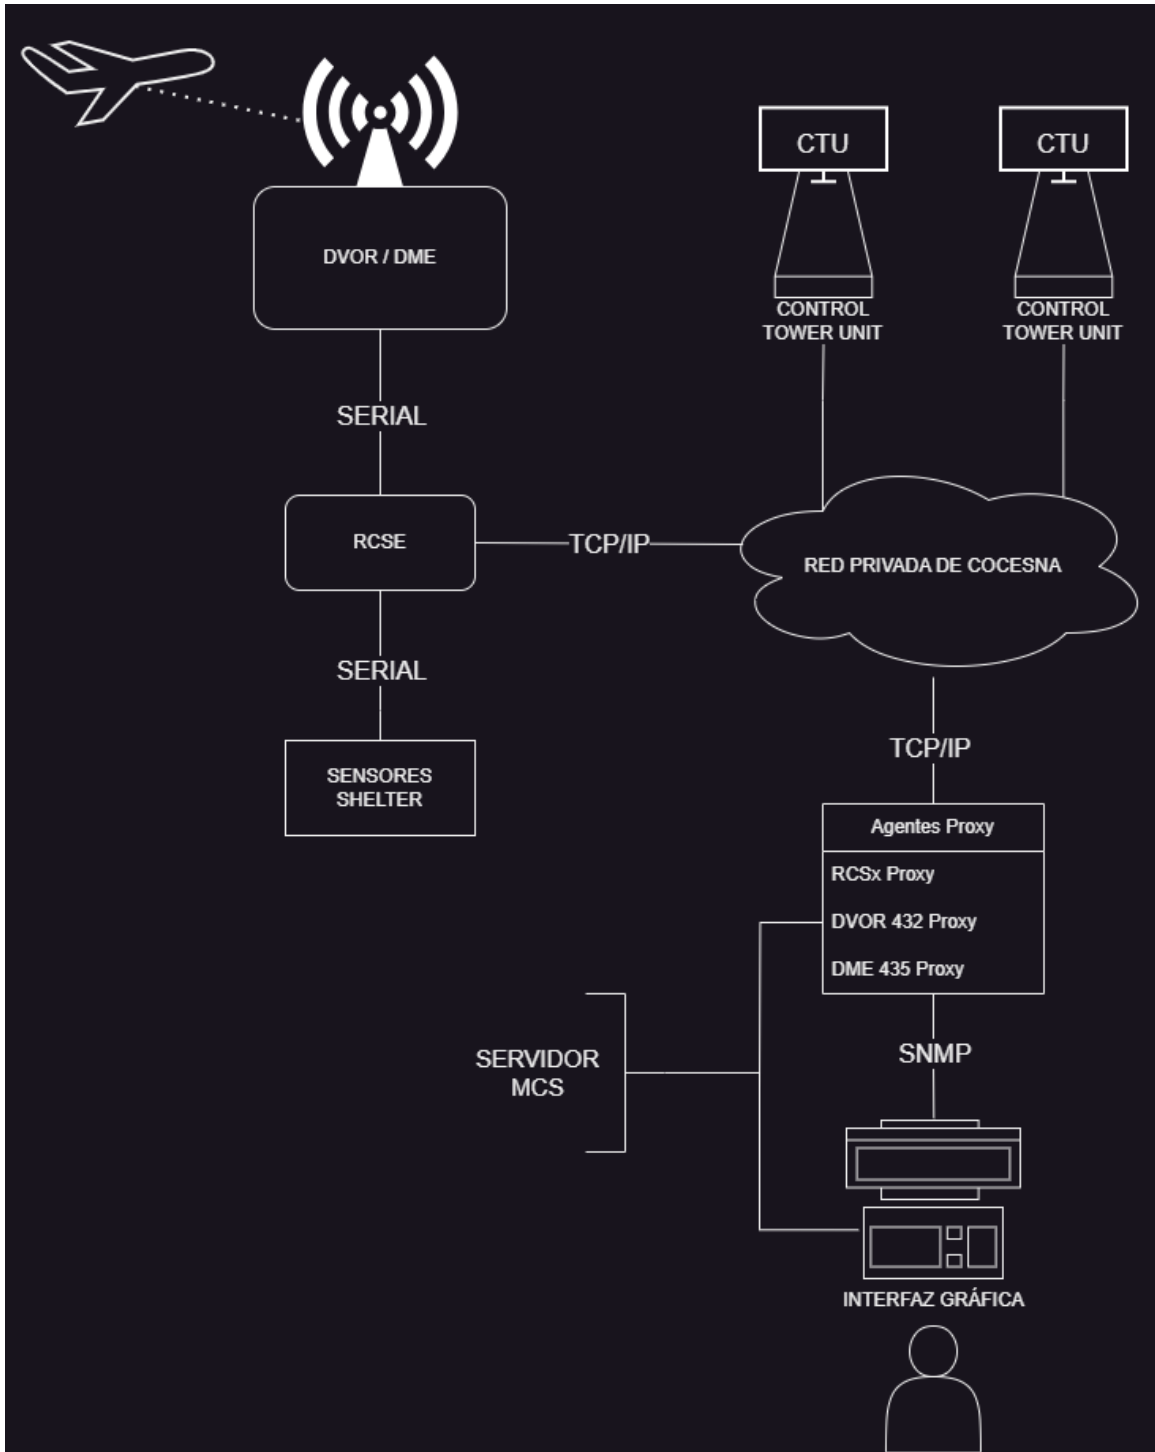 CTU
CTU
DVOR / DME
CONTROL
TOWER UNIT
CONTROL
TOWER UNIT
SERIAL
RCSE
TCP/IP
RED PRIVADA DE COCESNA
SERIAL
SENSORES
SHELTER
TCP/IP
Agentes Proxy
RCSx Proxy
DVOR 432 Proxy
DME 435 Proxy
SERVIDOR
MCS
SNMP
INTERFAZ GRÁFICA